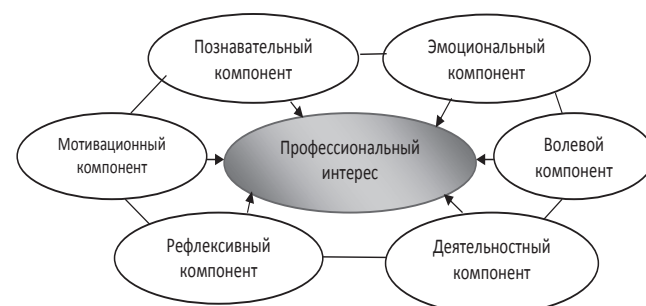 Познавательный
компонент
Эмоциональный
компонент
Мотивационный
компонент
Профессиональный
интерес
Волевой
компонент
Рефлексивный
компонент
Деятельностный
компонент